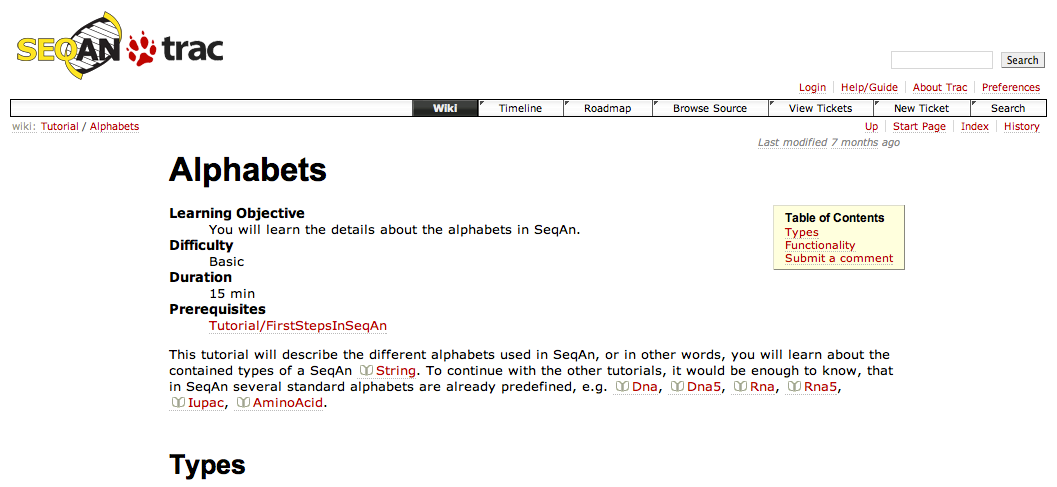 SEQAN trac
Search
Login Help/Guide About Trac Preferences
Wiki Timeline Roadmap Browse Source View Tickets New Ticket Search
wiki: Tutorial / Alphabets Up Start Page Index History
Last modified 7 months ago
Alphabets
Learning Objective
You will learn the details about the alphabets in SeqAn.
Difficulty
Basic
Duration
15 min
Prerequisites
Tutorial/FirstStepsInSeqAn
Table of Contents
Types
Functionality
Submit a comment
This tutorial will describe the different alphabets used in SeqAn, or in other words, you will learn about the
contained types of a SeqAn String. To continue with the other tutorials, it would be enough to know, that
in SeqAn several standard alphabets are already predefined, e.g. Dna, Dna5, Rna, Rna5,
Iupac, AminoAcid.
Types